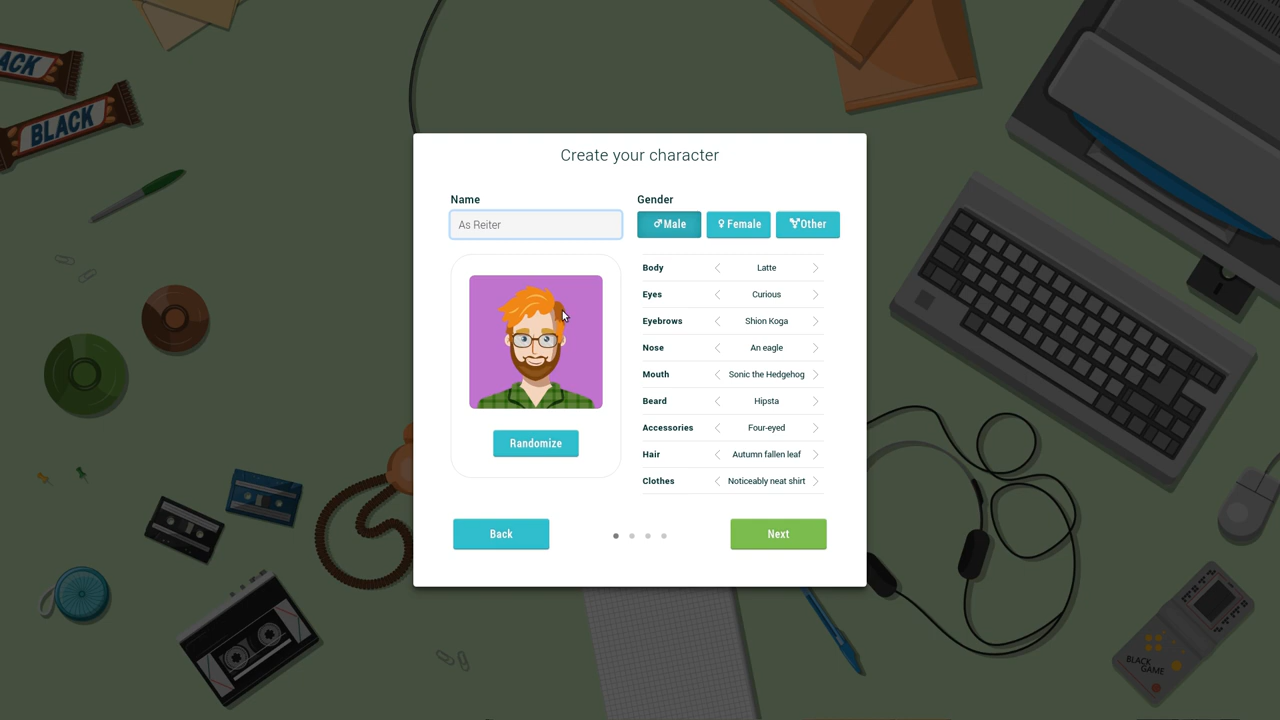 ACK
BLACK
Create your character
Name
Gender
As Reiter
Male
Female
Other
Body
Latte
Eyes
Curious
Eyebrows
Shion Koga
Nose
An eagle
Mouth
Sonic the Hedgehog
Beard
Hipsta
Accessories
Four-eyed
Hair
Autumn fallen leaf
Clothes
Noticeably neat shirt
Randomize
Back
Next
BLACK
GAME